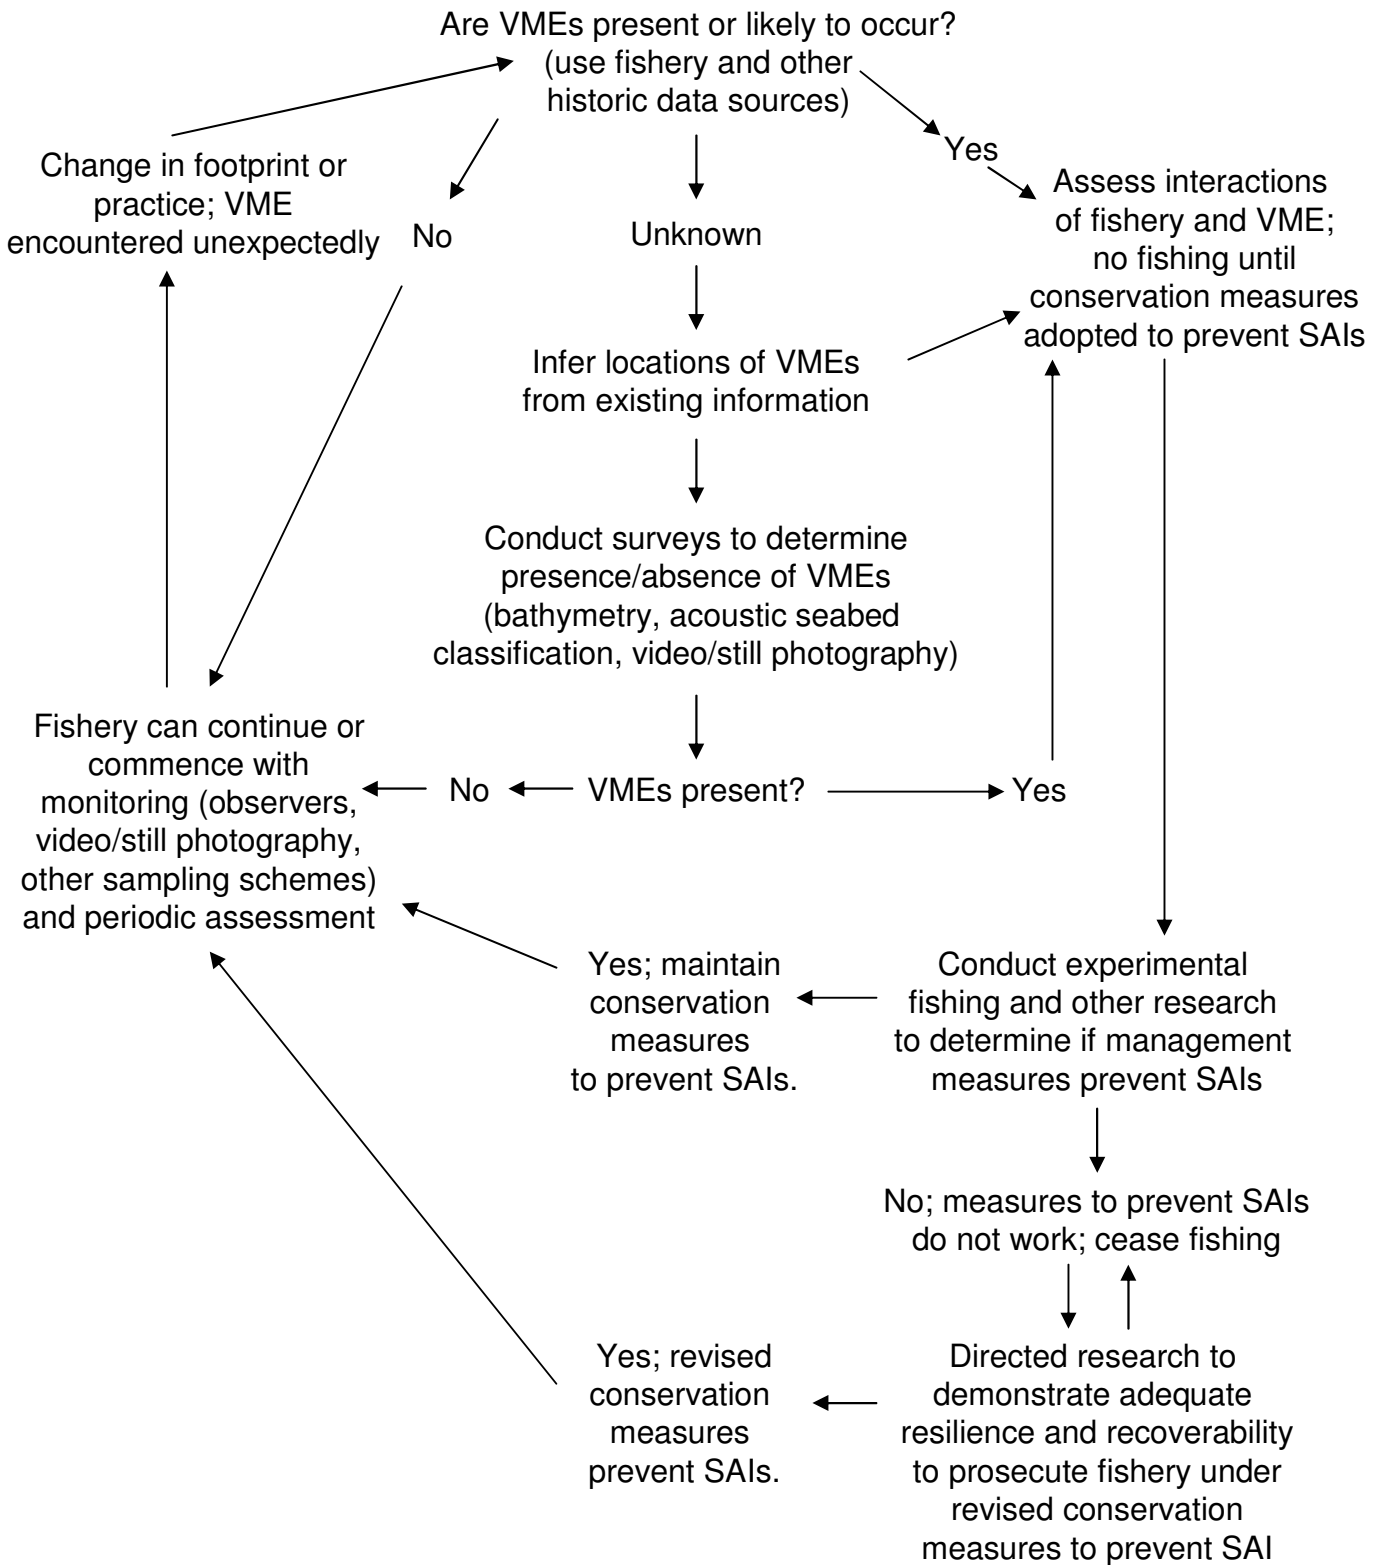 Are VMEs present or likely to occur?
(use fishery and other
historic data sources)
Yes
Change in footprint or
practice; VME
encountered unexpectedly
No
Unknown
Assess interactions
of fishery and VME;
no fishing until
conservation measures
adopted to prevent SAIs
Infer locations of VMEs
from existing information
Conduct surveys to determine
presence/absence of VMEs
(bathymetry, acoustic seabed
classification, video/still photography)
Fishery can continue or
commence with
monitoring (observers,
video/still photography,
other sampling schemes)
and periodic assessment
No
VMEs present?
Yes
Yes; maintain
conservation
measures
to prevent SAIs.
Conduct experimental
fishing and other research
to determine if management
measures prevent SAIs
No; measures to prevent SAIs
do not work; cease fishing
Yes; revised
conservation
measures
prevent SAIs.
Directed research to
demonstrate adequate
resilience and recoverability
to prosecute fishery under
revised conservation
measures to prevent SAI